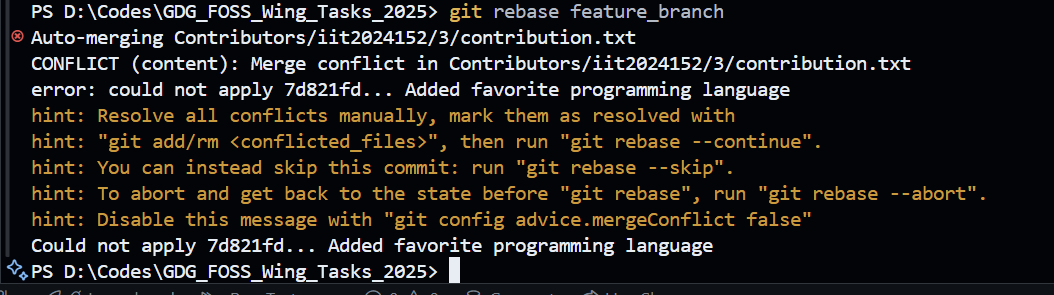 PS D:\Codes\GDG_FOSS_Wing_Tasks_2025> git rebase feature_branch
Auto-merging Contributors/iit2024152/3/contribution.txt
CONFLICT (content): Merge conflict in Contributors/iit2024152/3/contribution.txt
error: could not apply 7d821fd... Added favorite programming language
hint: Resolve all conflicts manually, mark them as resolved with
hint: "git add/rm <conflicted_files>", then run "git rebase --continue".
hint: You can instead skip this commit: run "git rebase --skip".
hint: To abort and get back to the state before "git rebase", run "git rebase --abort".
hint: Disable this message with "git config advice.mergeConflict false"
Could not apply 7d821fd... Added favorite programming language
PS D:\Codes\GDG_FOSS_Wing_Tasks_2025>